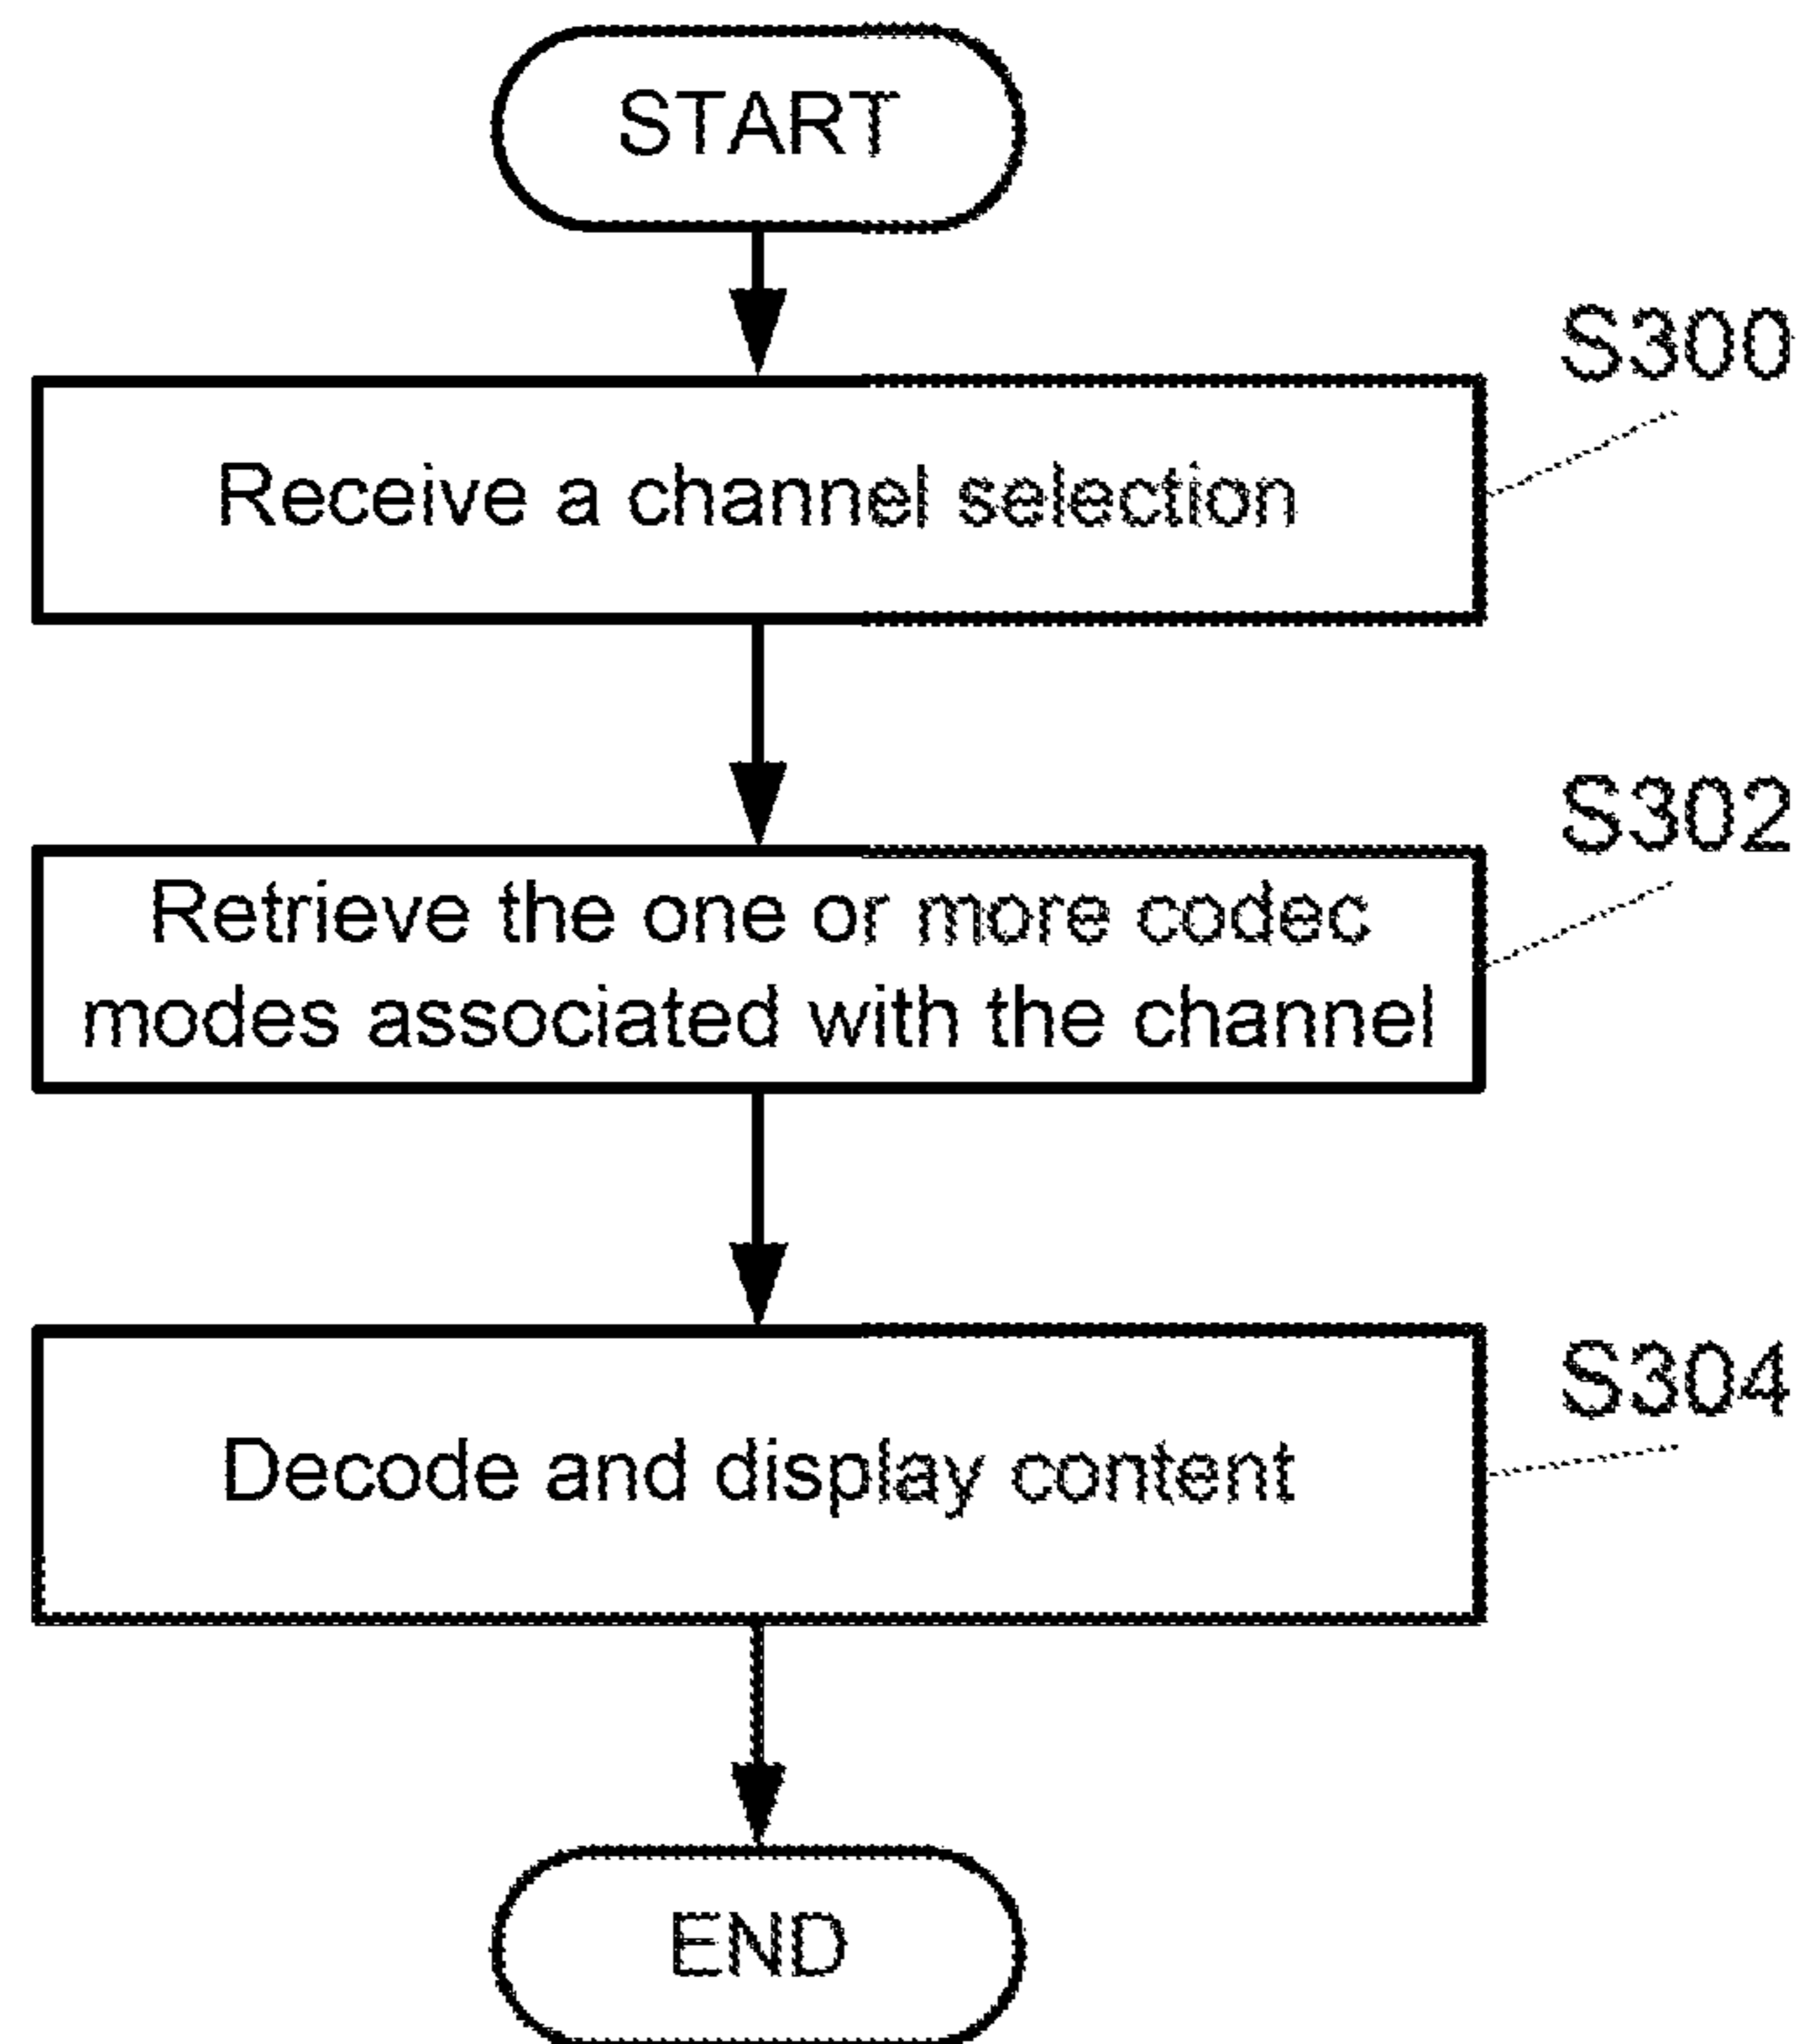 START
S300
Receive a channel selection
S302
Retrieve the one or more codec
modes associated with the channel
S304
Decode and display content
END